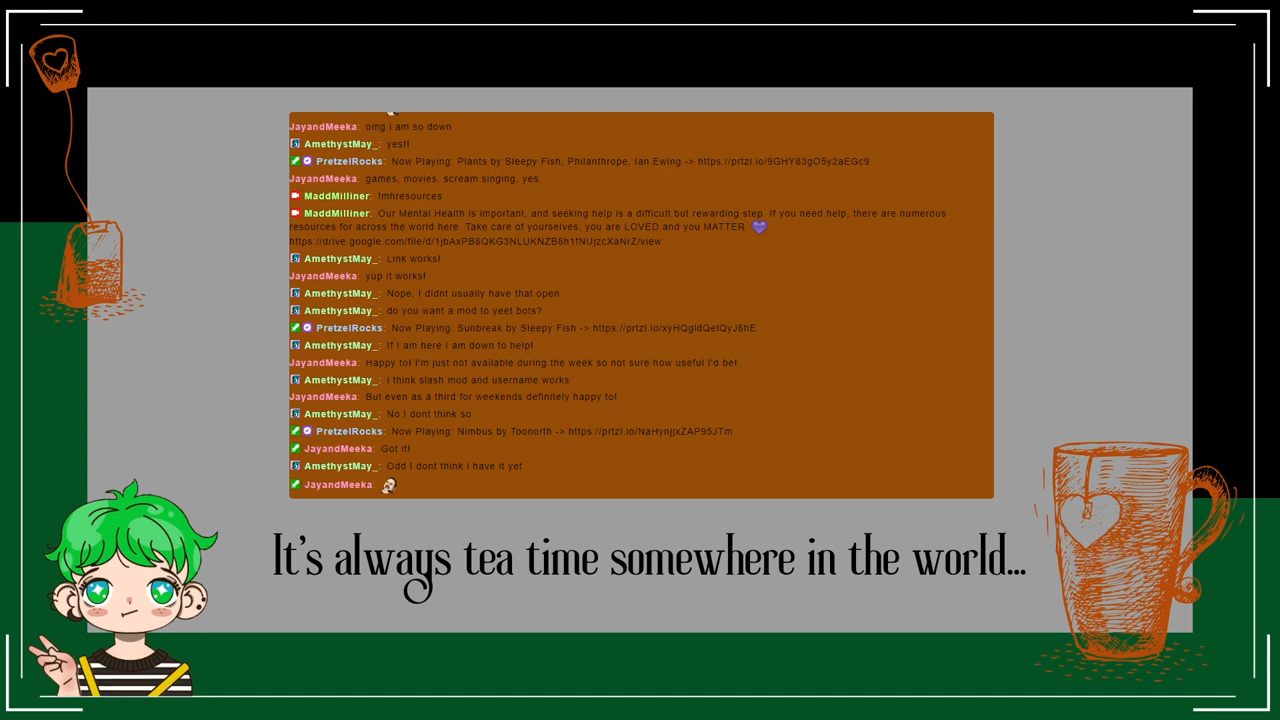 JayandMeeka: omg i am so down
AmethystMay_: yes!!
PretzelRocks: Now Playing: Plants by Sleepy Fish, Philanthrope, Ian Ewing -> https://prtzl.io/9GHY83gO5y2aEGc9
JayandMeeka: games, movies, scream singing. yes.
MaddMilliner: !mhresources
MaddMilliner: Our Mental Health is important, and seeking help is a difficult but rewarding step. If you need help, there are numerous
resources for across the world here. Take care of yourselves, you are LOVED and you MATTER
https://drive.google.com/file/d/1jbAxPB8QKG3NLUKNZB8h1fNUjzcXaNrZ/view
AmethystMay_: Link works!
JayandMeeka: yup it works!
AmethystMay_: Nope, I didnt usually have that open
AmethystMay_: do you want a mod to yeet bots?
PretzelRocks: Now Playing: Sunbreak by Sleepy Fish -> https://prtzl.io/xyHQgldQelQyJ6hE
AmethystMay_: If I am here I am down to help!
JayandMeeka: Happy to! I'm just not available during the week so not sure how useful I'd be!
AmethystMay_: i think slash mod and username works
JayandMeeka: But even as a third for weekends definitely happy to!
AmethystMay_: No I dont think so
PretzelRocks: Now Playing: Nimbus by Toonorth -> https://prtzl.io/NaHynjjxZAP95JTm
JayandMeeka: Got it!
AmethystMay_: Odd I dont think i have it yet
JayandMeeka:
It's always tea time somewhere in the world...